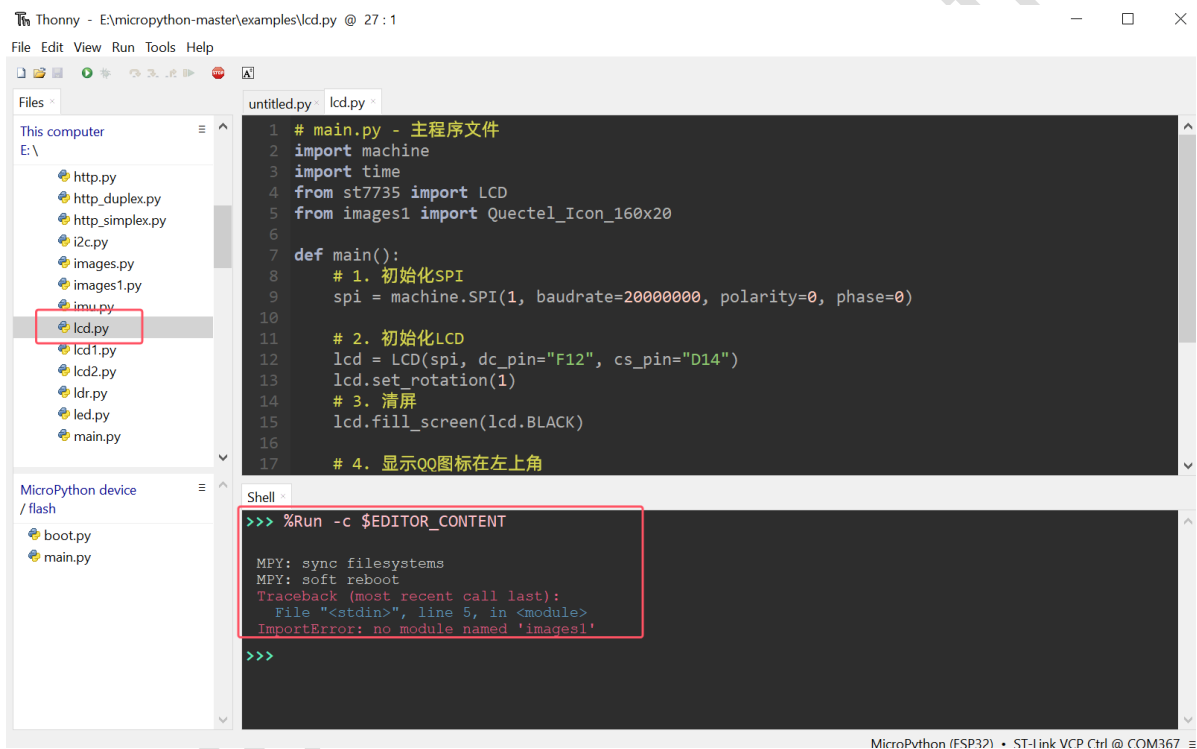 Thonny - E:\micropython-master\examples\lcd.py @ 27 : 1
File Edit View Run Tools Help
Files
This computer
E: \
http.py
http_duplex.py
http_simplex.py
i2c.py
images.py
images1.py
imu.py
lcd.py
lcd1.py
lcd2.py
ldr.py
led.py
main.py
MicroPython device
/ flash
boot.py
main.py
untitled.py lcd.py
1 # main.py - 主程序文件
2 import machine
3 import time
4 from st7735 import LCD
5 from images1 import Quectel_Icon_160x20
6
7 def main():
8 # 1. 初始化SPI
9 spi = machine.SPI(1, baudrate=20000000, polarity=0, phase=0)
10
11 # 2. 初始化LCD
12 lcd = LCD(spi, dc_pin="F12", cs_pin="D14")
13 lcd.set_rotation(1)
14 # 3. 清屏
15 lcd.fill_screen(lcd.BLACK)
16
17 # 4. 显示QQ图标在左上角
Shell
>>> %Run -c $EDITOR_CONTENT
MPY: sync filesystems
MPY: soft reboot
Traceback (most recent call last):
File "<stdin>", line 5, in <module>
ImportError: no module named 'images1'
>>>
MicroPython (ESP32) • ST-Link VCP Ctrl @ COM367